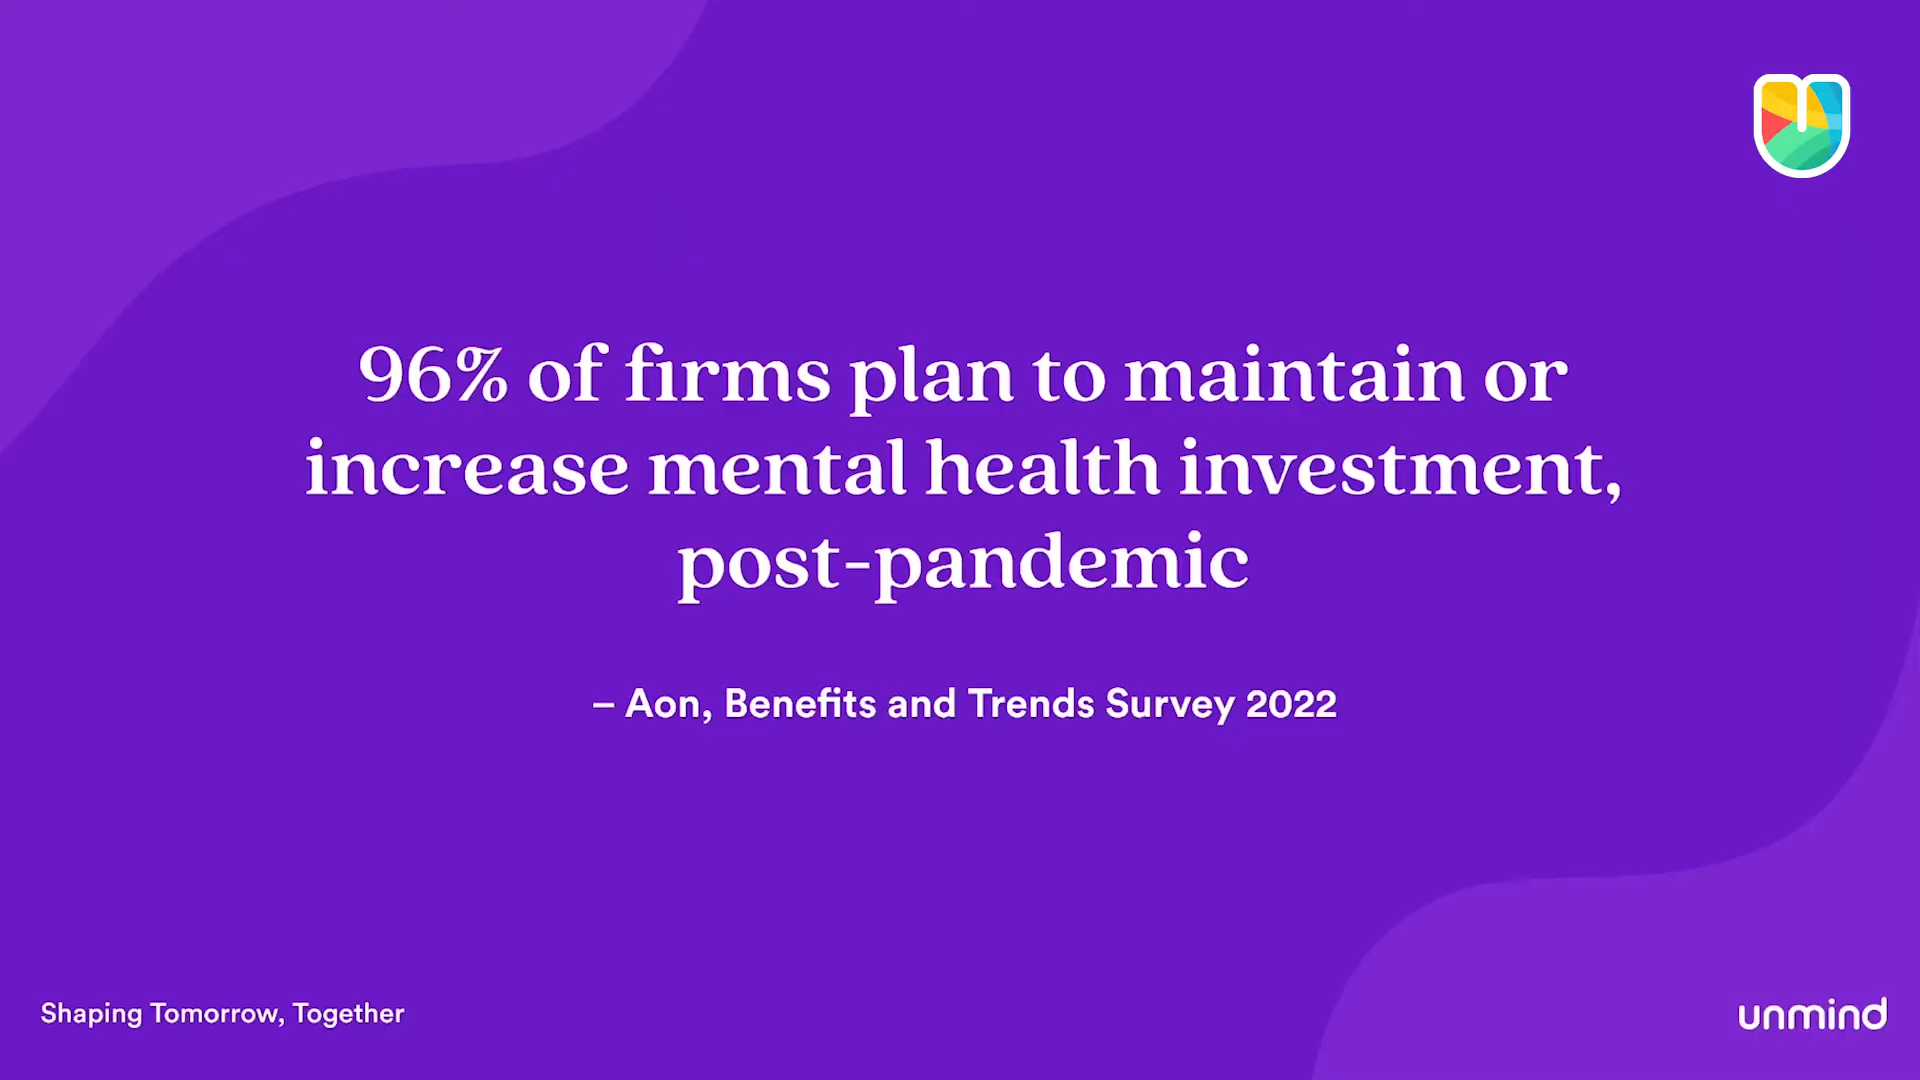 96% of firms plan to maintain or
increase mental health investment,
post-pandemic
– Aon, Benefits and Trends Survey 2022
Shaping Tomorrow, Together
unmind